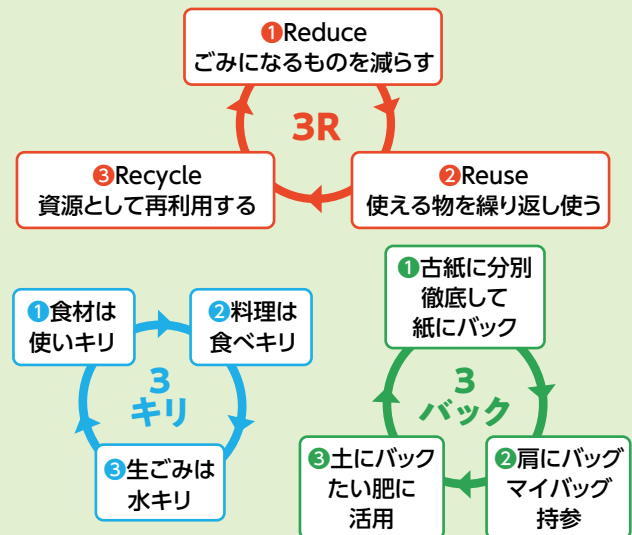 ❶Reduce
ごみになるものを減らす
3R
❸Recycle
資源として再利用する
❷Reuse
使える物を繰り返し使う
❶食材は
使いキリ
❷料理は
食べキリ
3
キリ
❸生ごみは
水キリ
❶古紙に分別
徹底して
紙にバック
3
バック
❸土にバック
たい肥に
活用
❷肩にバッグ
マイバッグ
持参